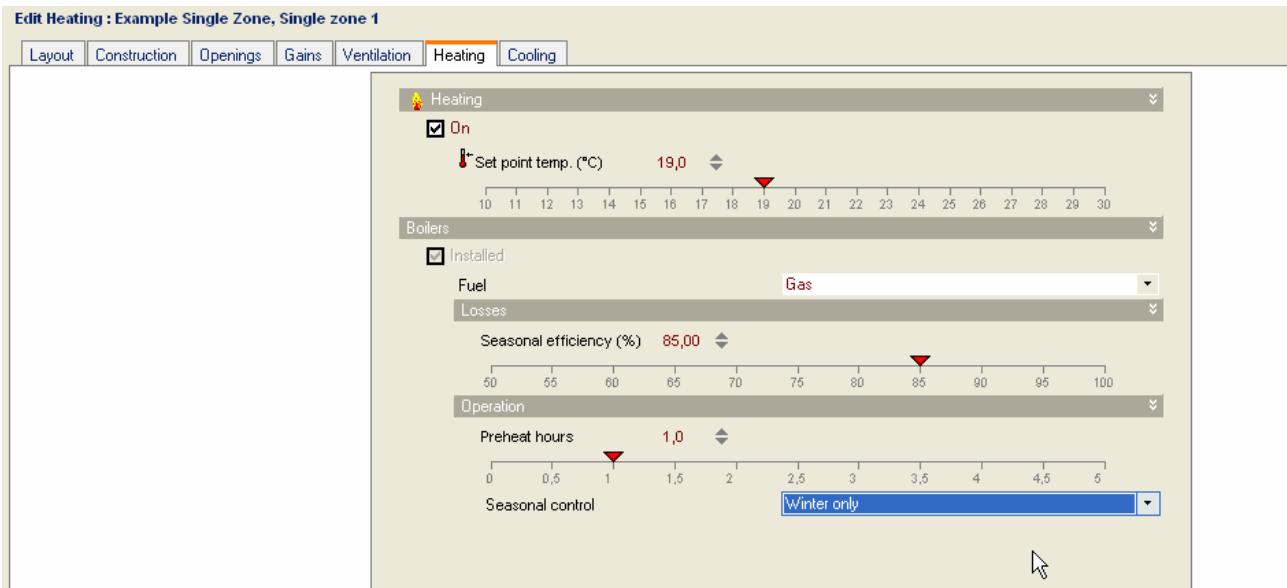 Edit Heating : Example Single Zone, Single zone 1
Layout Construction Openings Gains Ventilation Heating Cooling
Heating
On
Set point temp. (°C) 19,0
10 11 12 13 14 15 16 17 18 19 20 21 22 23 24 25 26 27 28 29 30
Boilers
Installed
Fuel Gas
Losses
Seasonal efficiency (%) 85,00
50 55 60 65 70 75 80 85 90 95 100
Operation
Preheat hours 1,0
0 0,5 1 1,5 2 2,5 3 3,5 4 4,5 5
Seasonal control Winter only